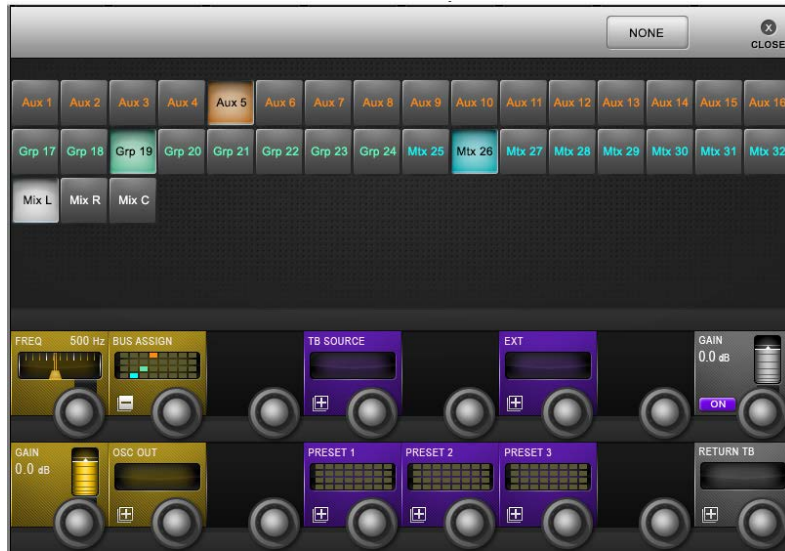 NONE
CLOSE
Aux 1 Aux 2 Aux 3 Aux 4 Aux 5 Aux 6 Aux 7 Aux 8 Aux 9 Aux 10 Aux 11 Aux 12 Aux 13 Aux 14 Aux 15 Aux 16
Grp 17 Grp 18 Grp 19 Grp 20 Grp 21 Grp 22 Grp 23 Grp 24 Mtx 25 Mtx 26 Mtx 27 Mtx 28 Mtx 29 Mtx 30 Mtx 31 Mtx 32
Mix L Mix R Mix C
FREQ 500 Hz BUS ASSIGN TB SOURCE EXT GAIN
0.0 dB
ON
GAIN OSC OUT PRESET 1 PRESET 2 PRESET 3 RETURN TB
0.0 dB